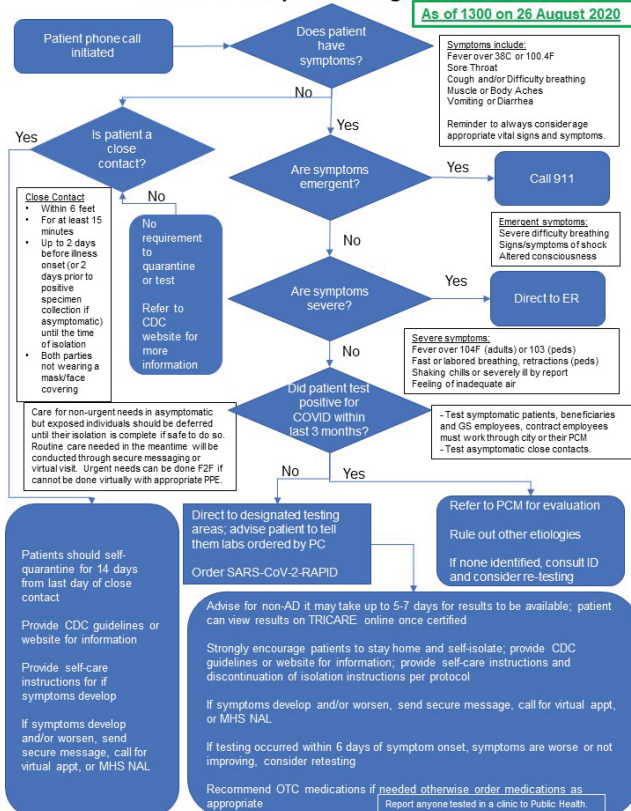 As of 1300 on 26 August 2020
Patient phone call
initiated
Does patient
have
symptoms?
Symptoms include:
Fever over 38C or 100.4F
Sore Throat
Cough and/or Difficulty breathing
Muscle or Body Aches
Vomiting or Diarrhea
Reminder to always consider age
appropriate vital signs and symptoms.
No
Yes
Yes
Is patient a
close
contact?
Are symptoms
emergent?
Yes
Call 911
Close Contact
• Within 6 feet
• For at least 15
minutes
• Up to 2 days
before illness
onset (or 2 days
prior to
positive
specimen
collection if
asymptomatic)
until the time
of isolation
• Both parties
not wearing a
mask/face
covering
No
No
requirement
to
quarantine
or test
Refer to
CDC
website for
more
information
Emergent symptoms:
Severe difficulty breathing
Signs/symptoms of shock
Altered consciousness
No
Are symptoms
severe?
Yes
Direct to ER
Severe symptoms:
Fever over 104F (adults) or 103 (peds)
Fast or labored breathing, retractions (peds)
Shaking chills or severely ill by report
Feeling of inadequate air
No
Did patient test
positive for
COVID within
last 3 months?
Care for non-urgent needs in asymptomatic
but exposed individuals should be deferred
until their isolation is complete if safe to do so.
Routine care needed in the meantime will
be conducted through secure messaging or
virtual visit. Urgent needs can be done F2F if
cannot be done virtually with appropriate PPE.
- Test symptomatic patients, beneficiaries
and GS employees, contract employees
must work through city or their PCM
- Test asymptomatic close contacts.
No
Yes
Direct to designated testing
areas; advise patient to tell
them labs ordered by PC
Order SARS-CoV-2-RAPID
Refer to PCM for evaluation
Rule out other etiologies
If none identified, consult ID
and consider re-testing
Patients should self-
quarantine for 14 days
from last day of close
contact
Provide CDC guidelines or
website for information
Provide self-care
instructions for if
symptoms develop
If symptoms develop
and/or worsen, send
secure message, call for
virtual appt, or MHS NAL
Advise for non-AD it may take up to 5-7 days for results to be available; patient
can view results on TRICARE online once certified
Strongly encourage patients to stay home and self-isolate; provide CDC
guidelines or website for information; provide self-care instructions and
discontinuation of isolation instructions per protocol
If symptoms develop and/or worsen, send secure message, call for virtual appt,
or MHS NAL
If testing occurred within 6 days of symptom onset, symptoms are worse or not
improving, consider retesting
Recommend OTC medications if needed otherwise order medications as
appropriate
Report anyone tested in a clinic to Public Health.